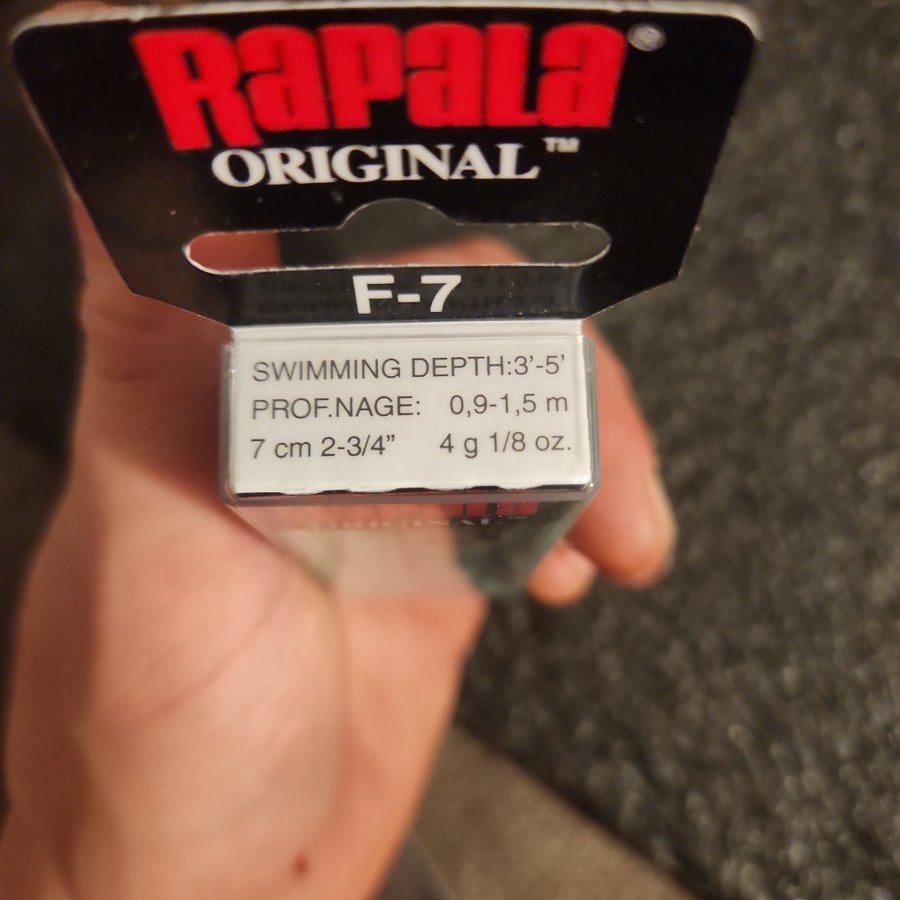 Rapala®
ORIGINAL™
F-7
SWIMMING DEPTH:3'-5'
PROF.NAGE: 0,9-1,5 m
7 cm 2-3/4” 4 g 1/8 oz.
ORIGINAL™